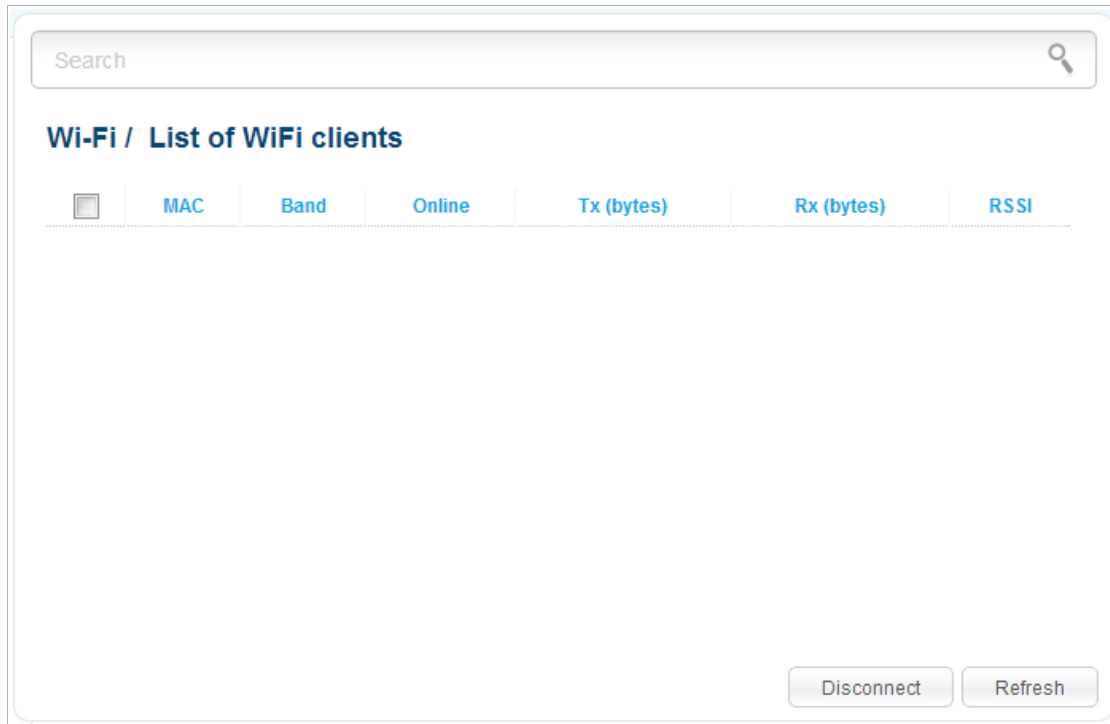 Search
Wi-Fi / List of WiFi clients
MAC Band Online Tx (bytes) Rx (bytes) RSSI
Disconnect Refresh